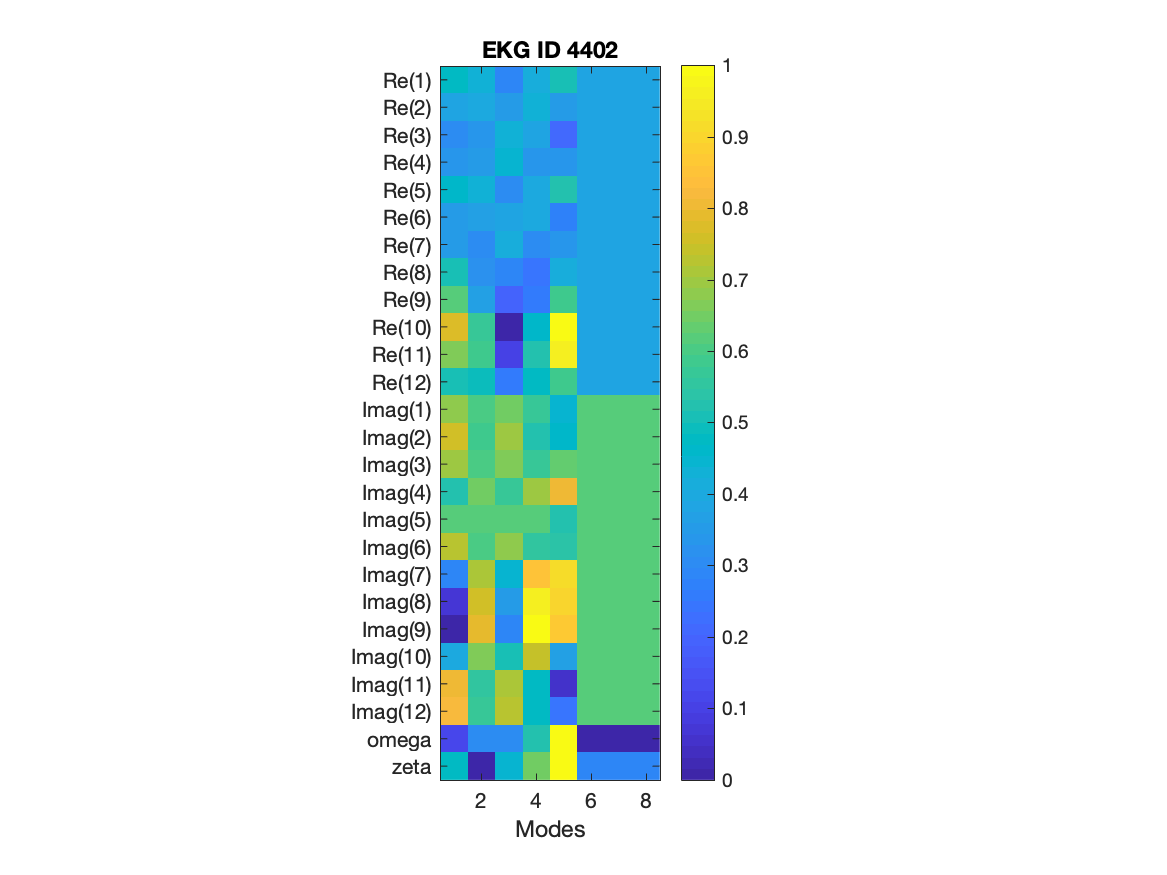 EKG ID 4402
Re(1)
Re(2)
Re(3)
Re(4)
Re(5)
Re(6)
Re(7)
Re(8)
Re(9)
Re(10)
Re(11)
Re(12)
Imag(1)
Imag(2)
Imag(3)
Imag(4)
Imag(5)
Imag(6)
Imag(7)
Imag(8)
Imag(9)
Imag(10)
Imag(11)
Imag(12)
omega
zeta
2 4 6 8
Modes
1
0.9
0.8
0.7
0.6
0.5
0.4
0.3
0.2
0.1
0